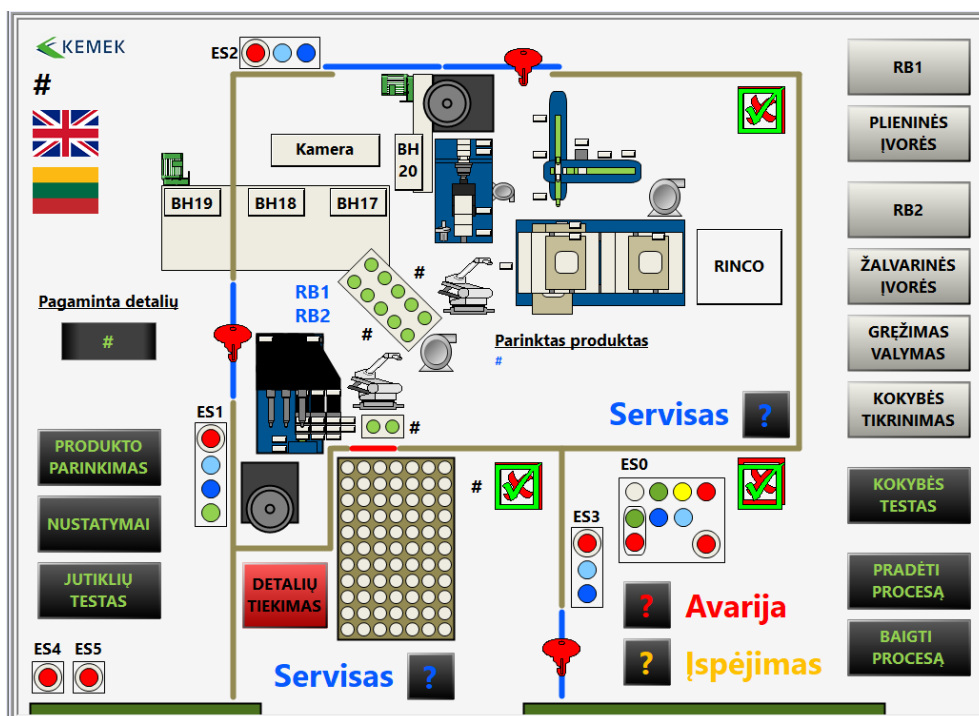 KEMEK
#
ES2
RB1
PLIENINĖS
ĮVORĖS
Kamera
BH
20
BH19
BH18
BH17
RB2
ŽALVARINĖS
ĮVORĖS
#
RINCO
Pagaminta detalių
#
RB1
RB2
#
Parinktas produktas
#
GRĘŽIMAS
VALYMAS
KOKYBĖS
TIKRINIMAS
Servisas ?
ES1
#
PRODUKTO
PARINKIMAS
NUSTATYMAI
JUTIKLIŲ
TESTAS
#
ES0
ES3
KOKYBĖS
TESTAS
DETALIŲ
TIEKIMAS
? Avarija
PRADĖTI
PROCESĄ
? Įspėjimas
BAIGTI
PROCESĄ
ES4 ES5
Servisas ?